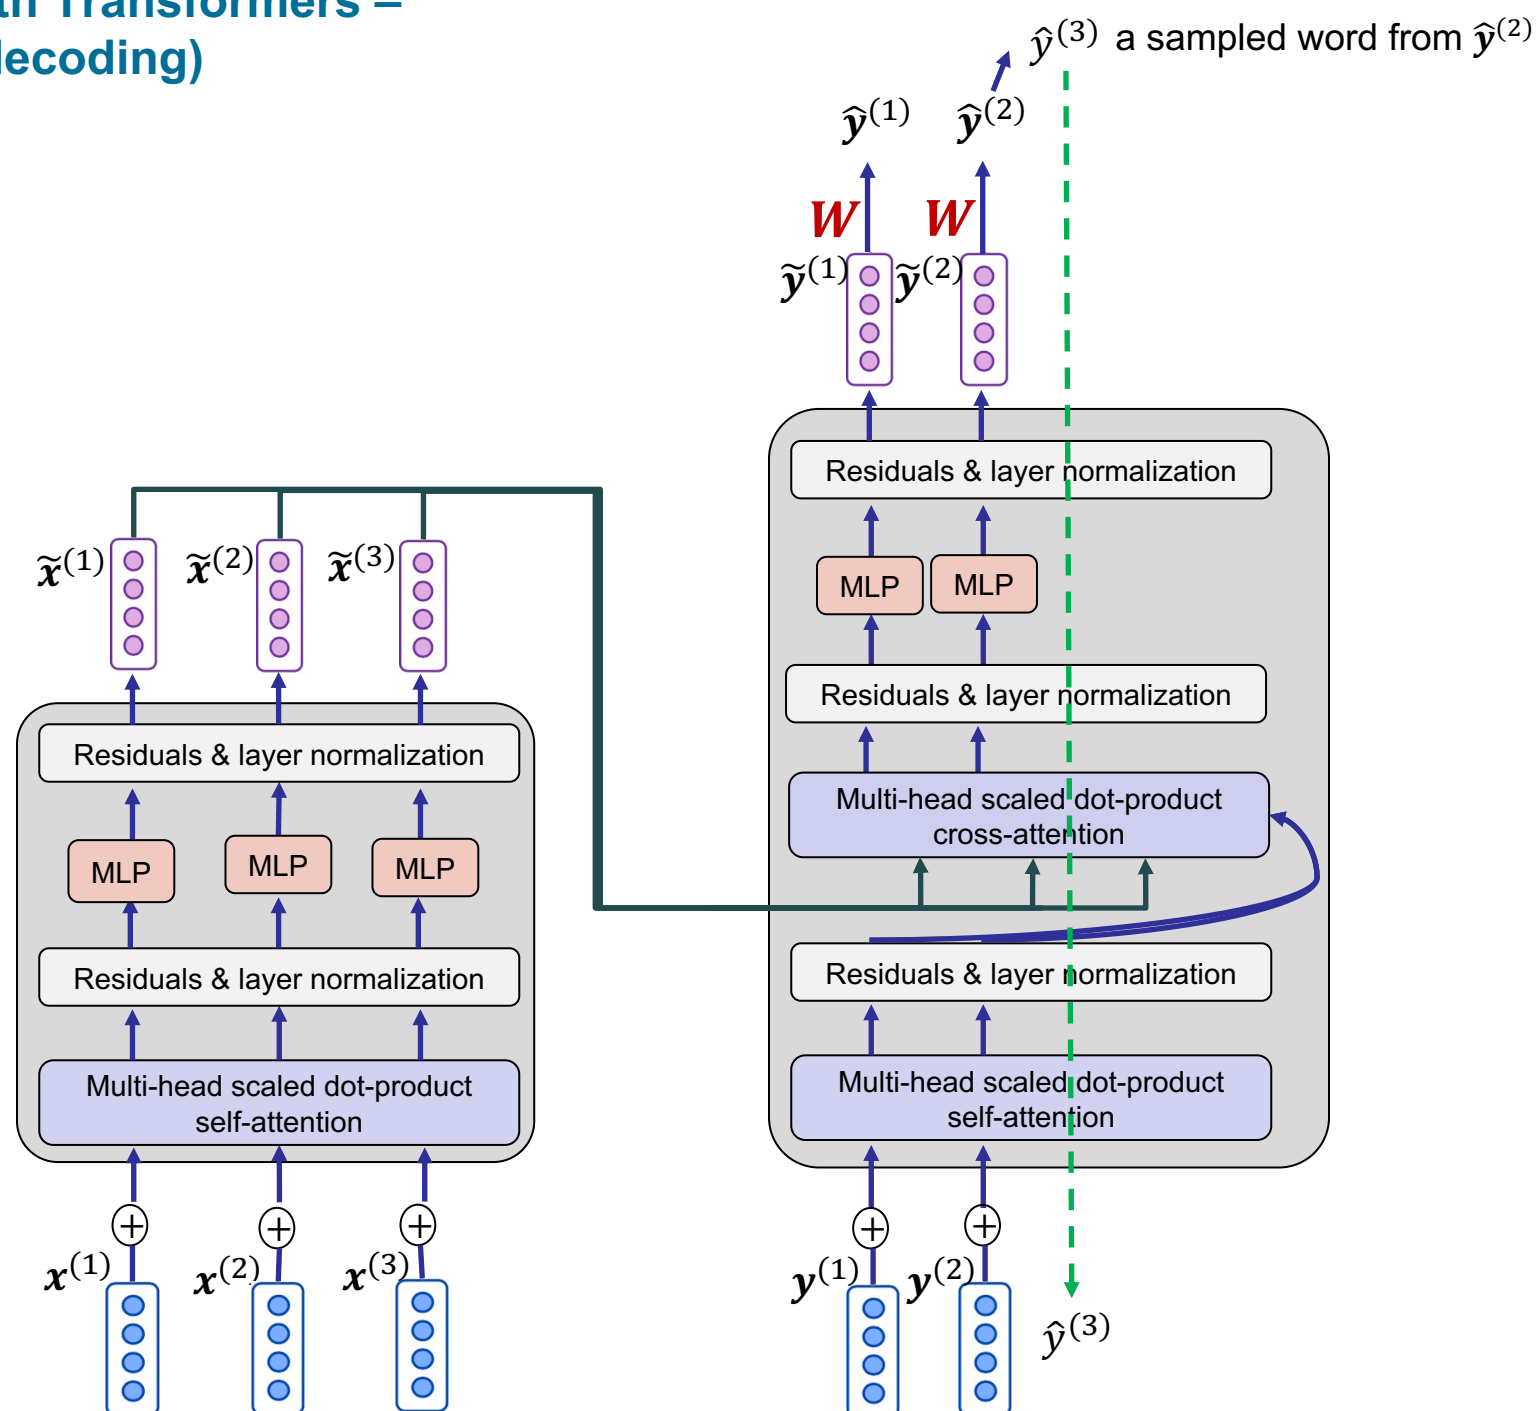 th Transformers –
decoding)
ŷ⁽³⁾ a sampled word from ŷ⁽²⁾
ŷ⁽¹⁾ ŷ⁽²⁾
W W
ỹ⁽¹⁾ ỹ⁽²⁾
Residuals & layer normalization
MLP MLP
Residuals & layer normalization
Multi-head scaled dot-product
cross-attention
Residuals & layer normalization
Multi-head scaled dot-product
self-attention
+ +
y⁽¹⁾ y⁽²⁾
ŷ⁽³⁾
x̃⁽¹⁾ x̃⁽²⁾ x̃⁽³⁾
Residuals & layer normalization
MLP MLP MLP
Residuals & layer normalization
Multi-head scaled dot-product
self-attention
+ + +
x⁽¹⁾ x⁽²⁾ x⁽³⁾